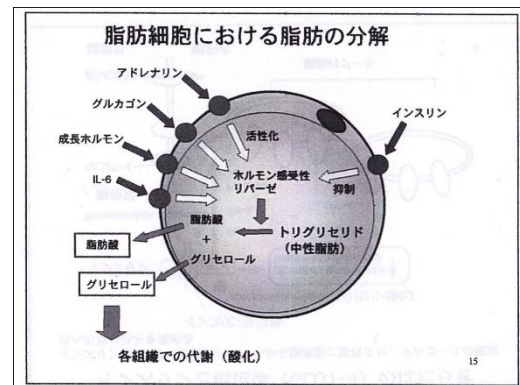 脂肪細胞における脂肪の分解
アドレナリン
グルカゴン
成長ホルモン
IL-6
活性化
インスリン
ホルモン感受性
リパーゼ
抑制
脂肪酸
+
グリセロール
トリグリセリド
(中性脂肪)
脂肪酸
グリセロール
各組織での代謝(酸化)
15